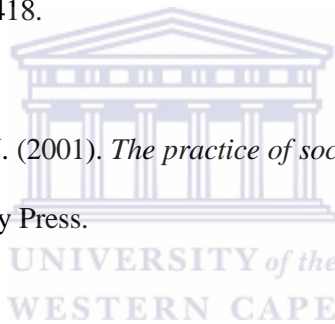 418.
. (2001). The practice of soc
y Press.
UNIVERSITY of the
WESTERN CAPE